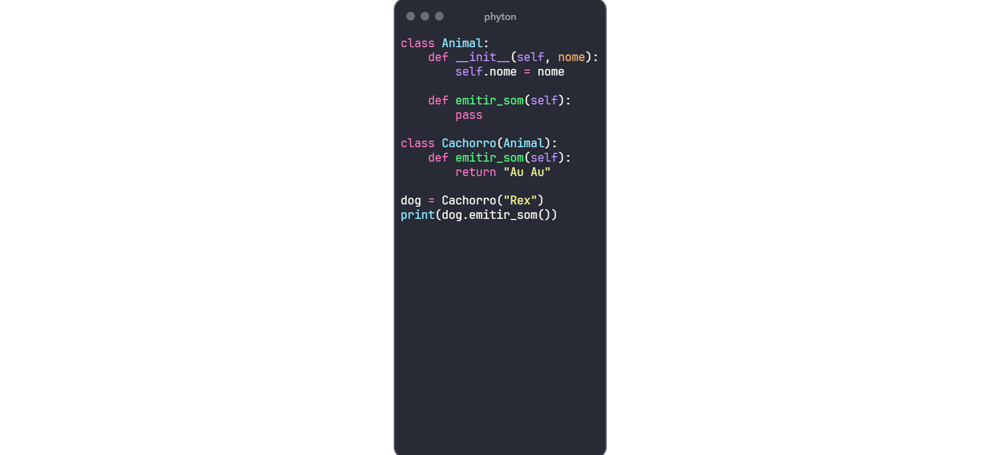 phyton
class Animal:
    def __init__(self, nome):
        self.nome = nome

    def emitir_som(self):
        pass

class Cachorro(Animal):
    def emitir_som(self):
        return "Au Au"

dog = Cachorro("Rex")
print(dog.emitir_som())